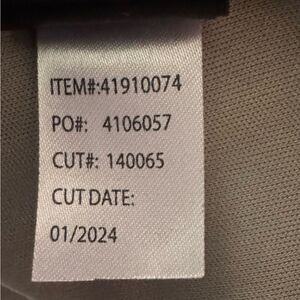 ITEM#:41910074
PO#: 4106057
CUT#: 140065
CUT DATE:
01/2024